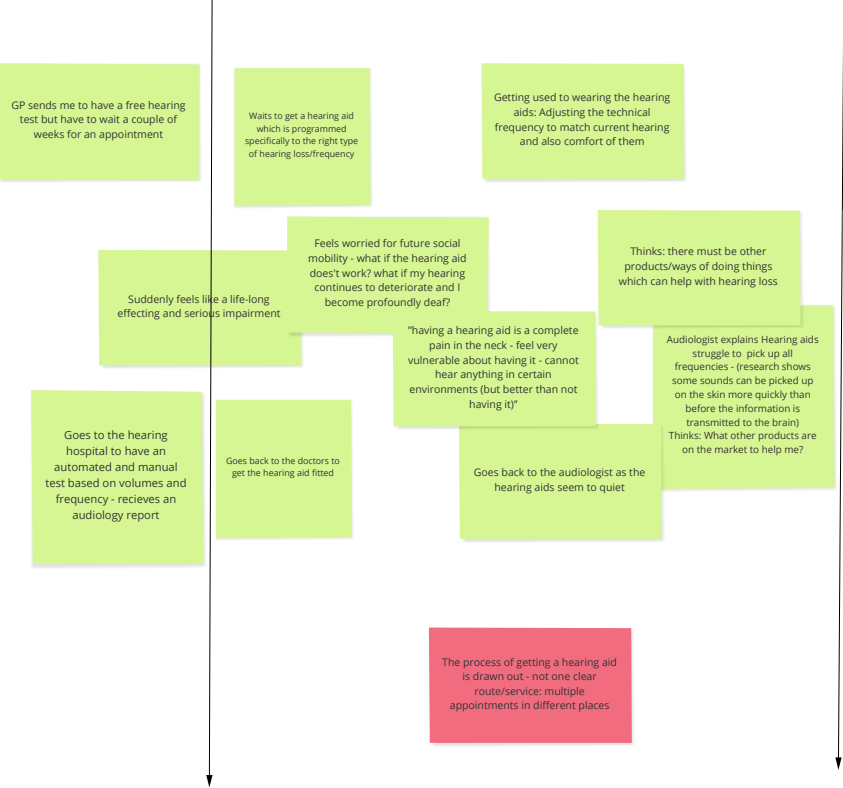 GP sends me to have a free hearing
test but have to wait a couple of
weeks for an appointment
Waits to get a hearing aid
which is programmed
specifically to the right type
of hearing loss/frequency
Getting used to wearing the hearing
aids: Adjusting the technical
frequency to match current hearing
and also comfort of them
Suddenly feels like a life-long
effecting and serious impairment
Feels worried for future social
mobility - what if the hearing aid
does't work? what if my hearing
continues to deteriorate and I
become profoundly deaf?
Thinks: there must be other
products/ways of doing things
which can help with hearing loss
"having a hearing aid is a complete
pain in the neck - feel very
vulnerable about having it - cannot
hear anything in certain
environments (but better than not
having it)"
Audiologist explains Hearing aids
struggle to pick up all
frequencies - (research shows
some sounds can be picked up
on the skin more quickly than
before the information is
transmitted to the brain)
Thinks: What other products are
on the market to help me?
Goes to the hearing
hospital to have an
automated and manual
test based on volumes and
frequency - recieves an
audiology report
Goes back to the doctors to
get the hearing aid fitted
Goes back to the audiologist as the
hearing aids seem to quiet
The process of getting a hearing aid
is drawn out - not one clear
route/service: multiple
appointments in different places